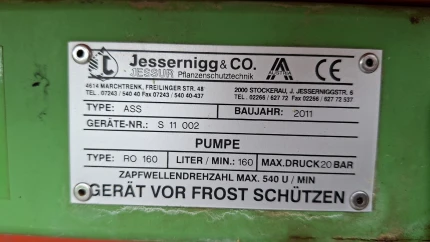 Jessernigg & CO.
JESSUR Pflanzenschutztechnik
AUSTRIA
CE
4614 MARCHTRENK, FREILINGER STR. 48
TEL. 07243 / 540 40 Fax 07243 / 540 40-437
2000 STOCKERAU, J. JESSERNIGGSTR. 6
TEL. 02266 / 627 72 Fax 02266 / 627 72 537
TYPE: ASS
BAUJAHR: 2011
GERÄTE-NR.: S 11 002
PUMPE
TYPE: RO 160
LITER / MIN.: 160
MAX.DRUCK 20 BAR
ZAPFWELLENDREHZAHL MAX. 540 U / MIN
GERÄT VOR FROST SCHÜTZEN